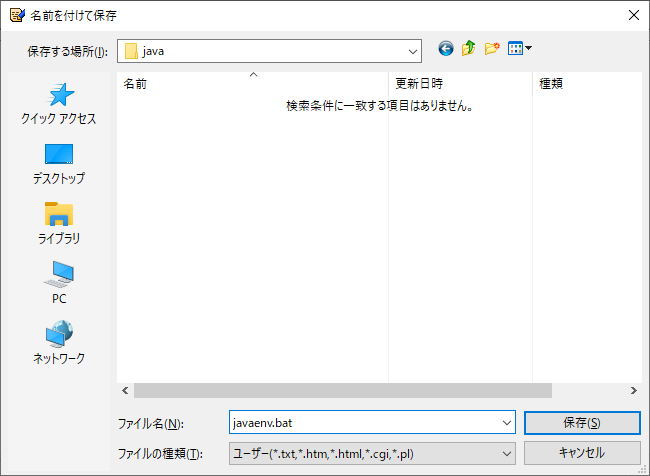 名前を付けて保存
保存する場所(I):
java
名前
更新日時
種類
検索条件に一致する項目はありません。
クイック アクセス
デスクトップ
ライブラリ
PC
ネットワーク
ファイル名(N):
javaenv.bat
保存(S)
ファイルの種類(T):
ユーザー(*.txt,*.htm,*.html,*.cgi,*.pl)
キャンセル